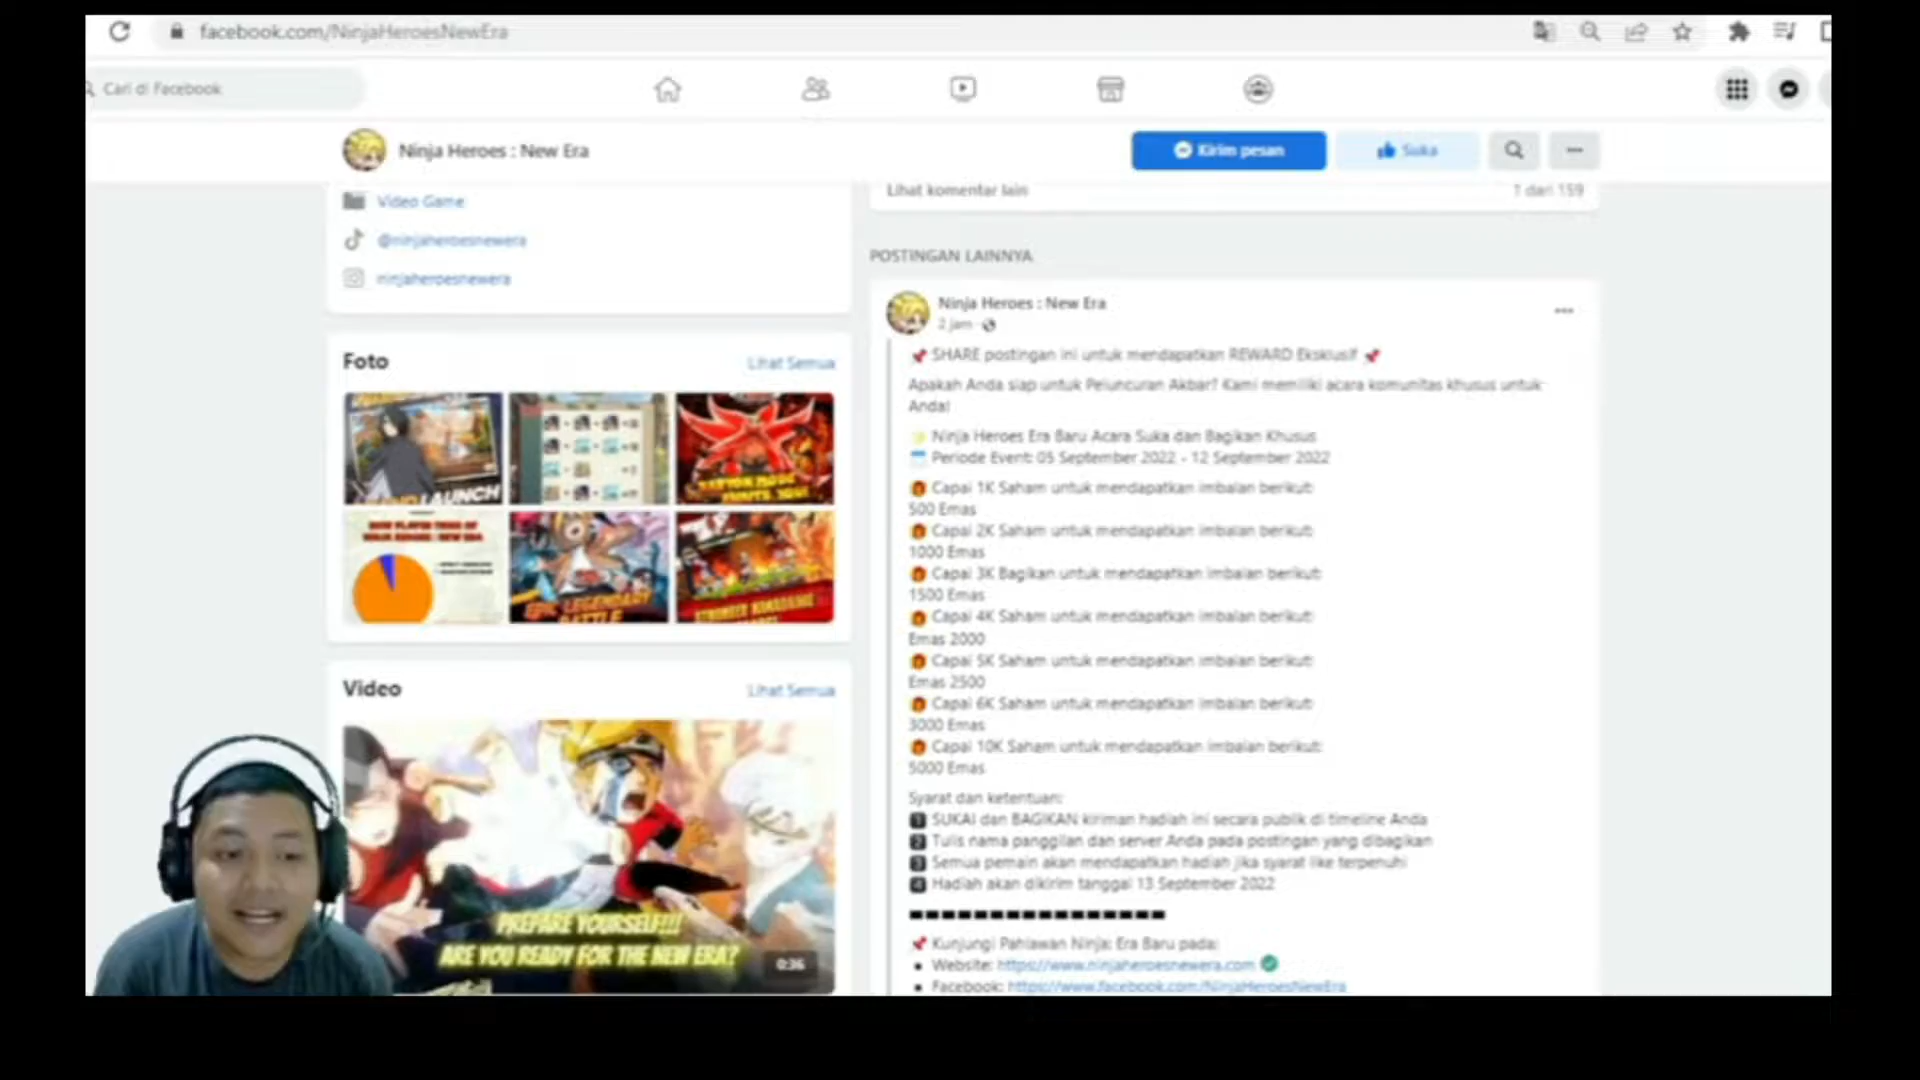 facebook.com/NinjaHeroesNewEra
Cari di Facebook
Ninja Heroes : New Era
Kirim pesan
Suka
Video Game
@ninjaheroesnewera
ninjaheroesnewera
Foto
Lihat Semua
LAUNCH
EPIC LEGENDARY
BATTLE
Video
Lihat Semua
PREPARE YOURSELF!!!
ARE YOU READY FOR THE NEW ERA?
0:36
Lihat komentar lain
1 dari 159
POSTINGAN LAINNYA
Ninja Heroes : New Era
2 jam ·
📌 SHARE postingan ini untuk mendapatkan REWARD Eksklusif 📌
Apakah Anda siap untuk Peluncuran Akbar? Kami memiliki acara komunitas khusus untuk
Anda!
Ninja Heroes Era Baru Acara Suka dan Bagikan Khusus
Periode Event: 05 September 2022 - 12 September 2022
Capai 1K Saham untuk mendapatkan imbalan berikut:
500 Emas
Capai 2K Saham untuk mendapatkan imbalan berikut:
1000 Emas
Capai 3K Bagikan untuk mendapatkan imbalan berikut:
1500 Emas
Capai 4K Saham untuk mendapatkan imbalan berikut:
Emas 2000
Capai 5K Saham untuk mendapatkan imbalan berikut:
Emas 2500
Capai 6K Saham untuk mendapatkan imbalan berikut:
3000 Emas
Capai 10K Saham untuk mendapatkan imbalan berikut:
5000 Emas
Syarat dan ketentuan:
1 SUKAI dan BAGIKAN kiriman hadiah ini secara publik di timeline Anda
2 Tulis nama panggilan dan server Anda pada postingan yang dibagikan
3 Semua pemain akan mendapatkan hadiah jika syarat like terpenuhi
4 Hadiah akan dikirim tanggal 13 September 2022
📌 Kunjungi Pahlawan Ninja: Era Baru pada:
• Website: https://www.ninjaheroesnewera.com
• Facebook: https://www.facebook.com/NinjaHeroesNewEra